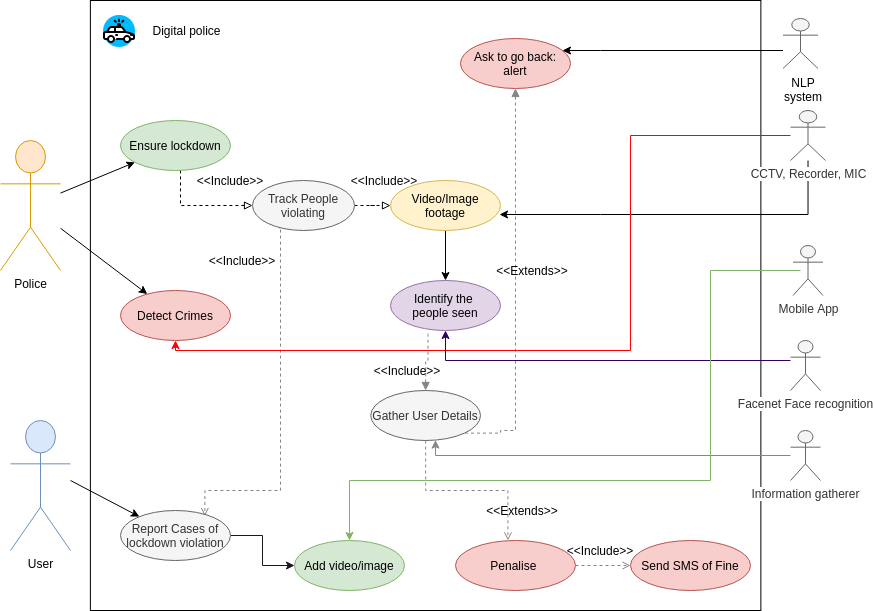 Digital police
Ask to go back:
alert
NLP
system
Ensure lockdown
<<Include>>
<<Include>>
CCTV, Recorder, MIC
Track People
violating
Video/Image
footage
<<Include>>
<<Extends>>
Police
Identify the
people seen
Detect Crimes
Mobile App
<<Include>>
Facenet Face recognition
Gather User Details
Information gatherer
<<Extends>>
Report Cases of
lockdown violation
User
<<Include>>
Add video/image
Penalise
Send SMS of Fine